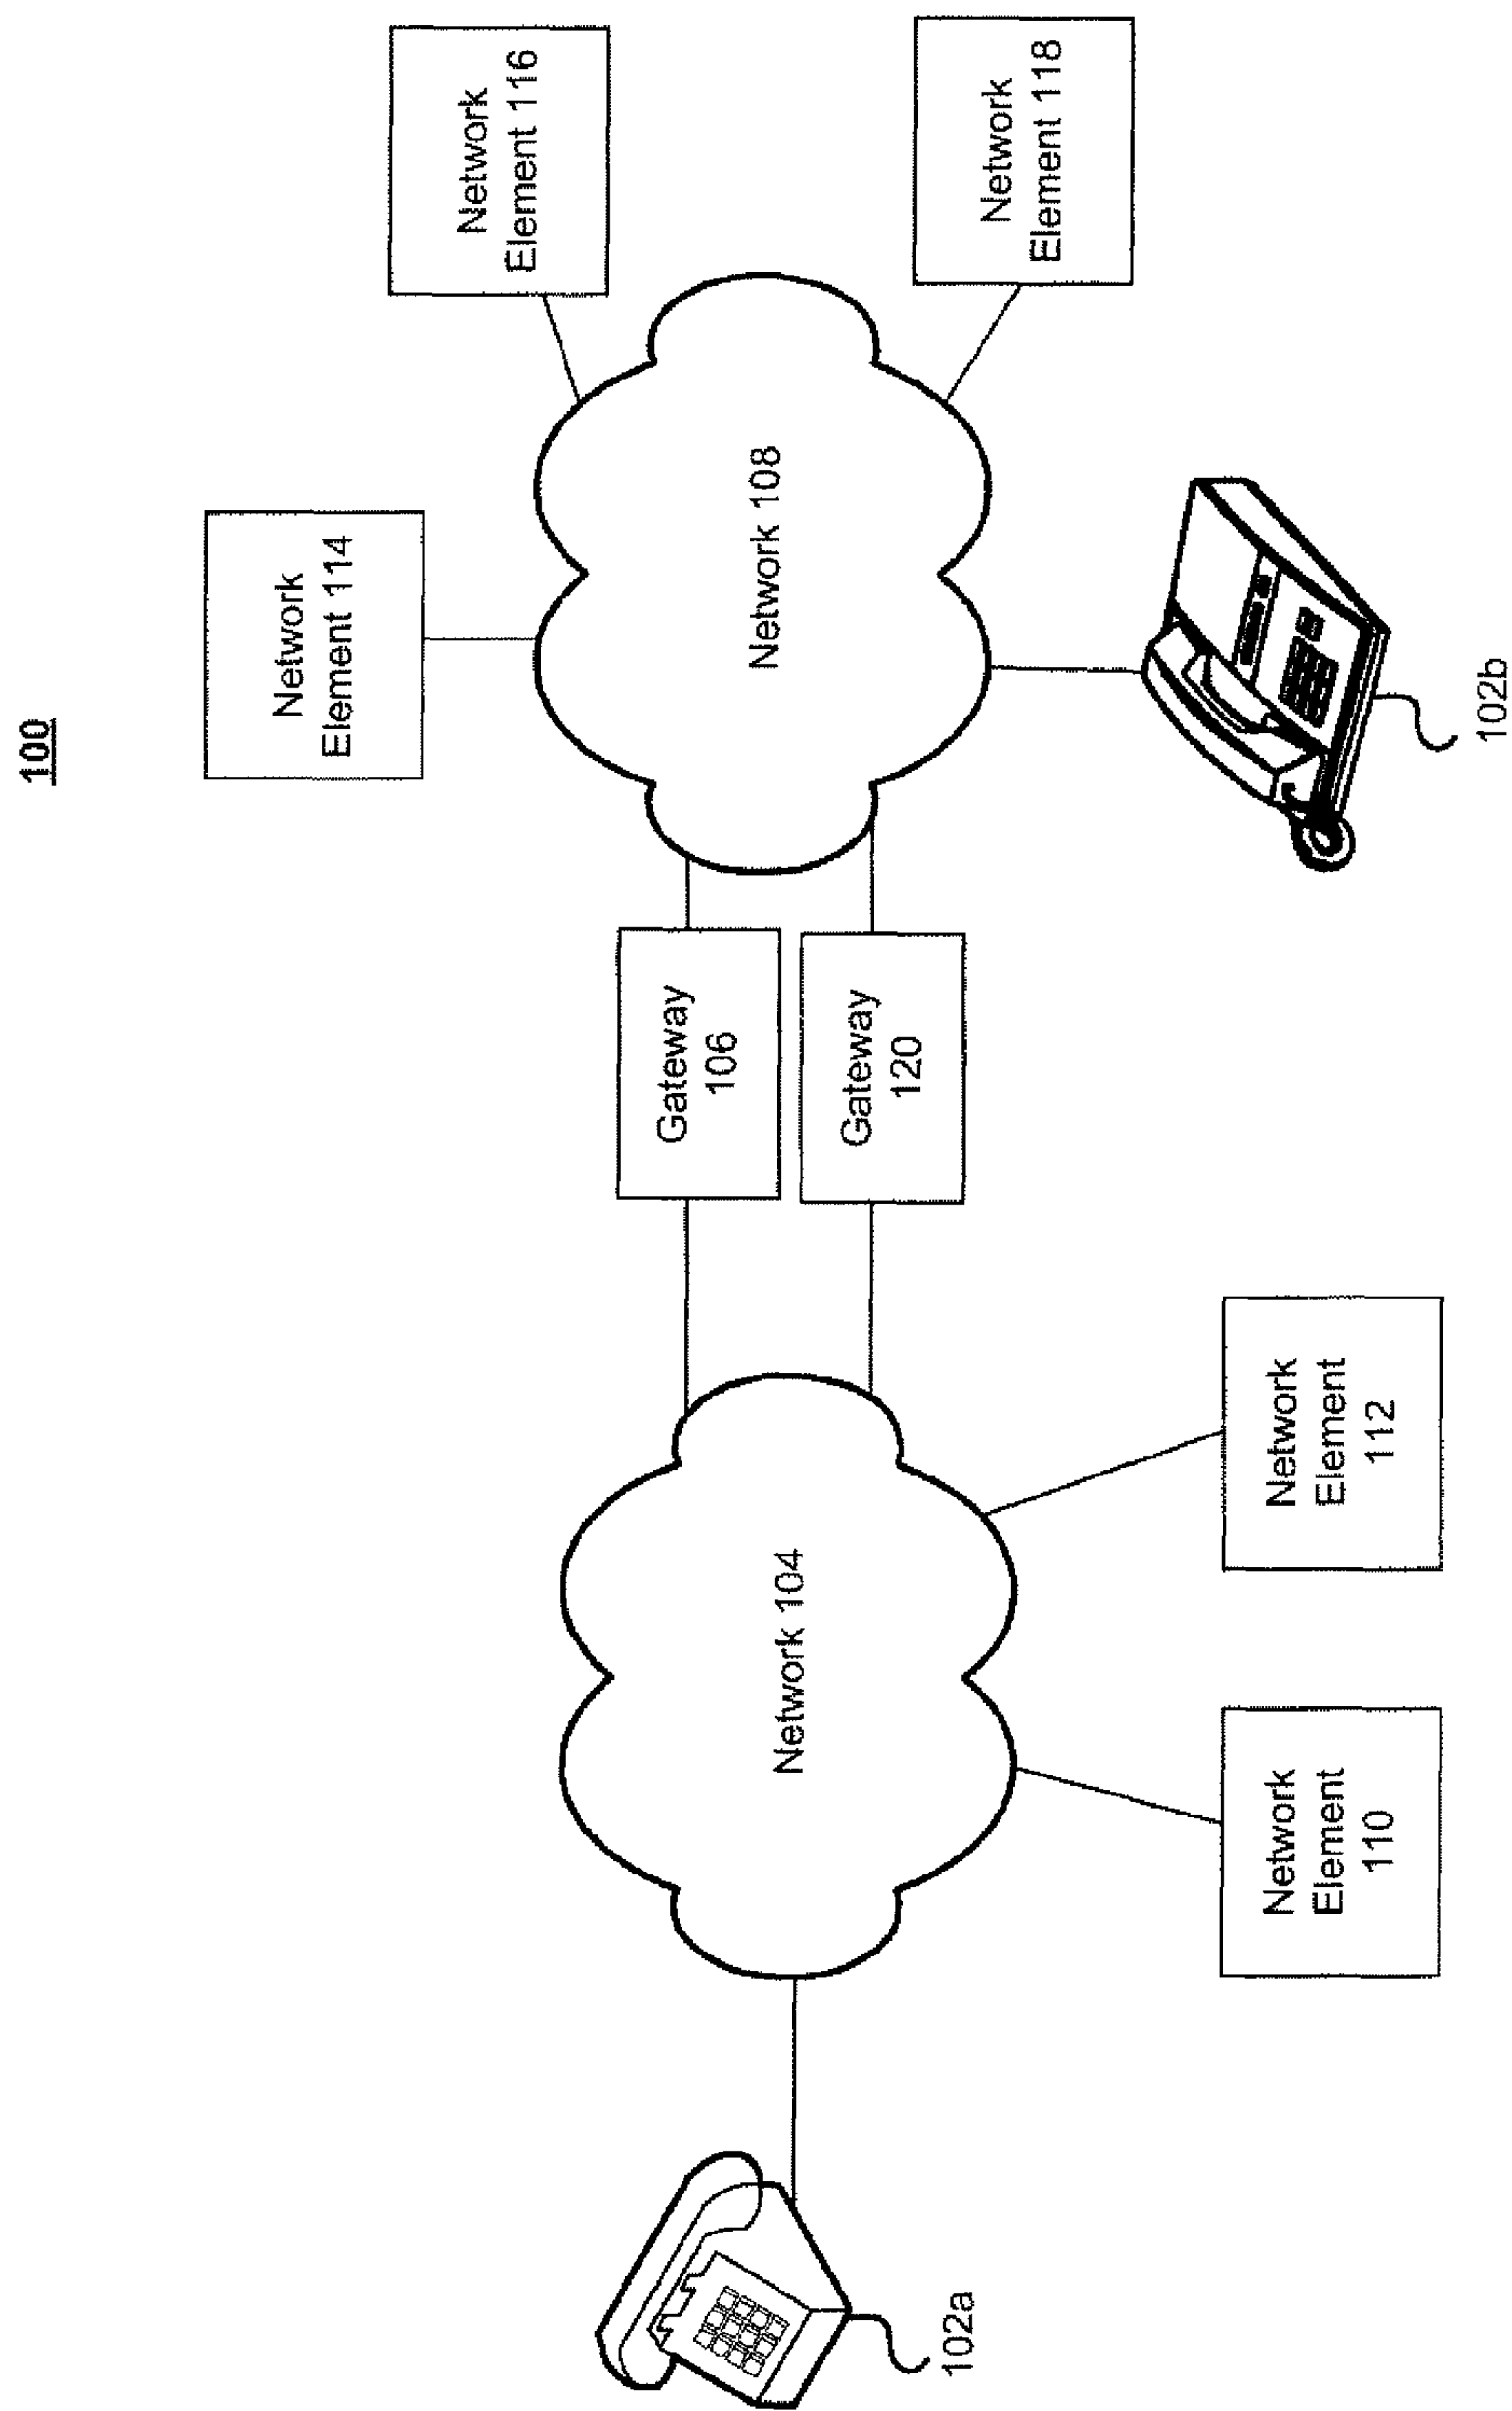 100
Network
Element 114
Network
Element 116
Network 108
Network
Element 118
Gateway
106
Gateway
120
Network 104
102a
Network
Element
110
Network
Element
112
102b